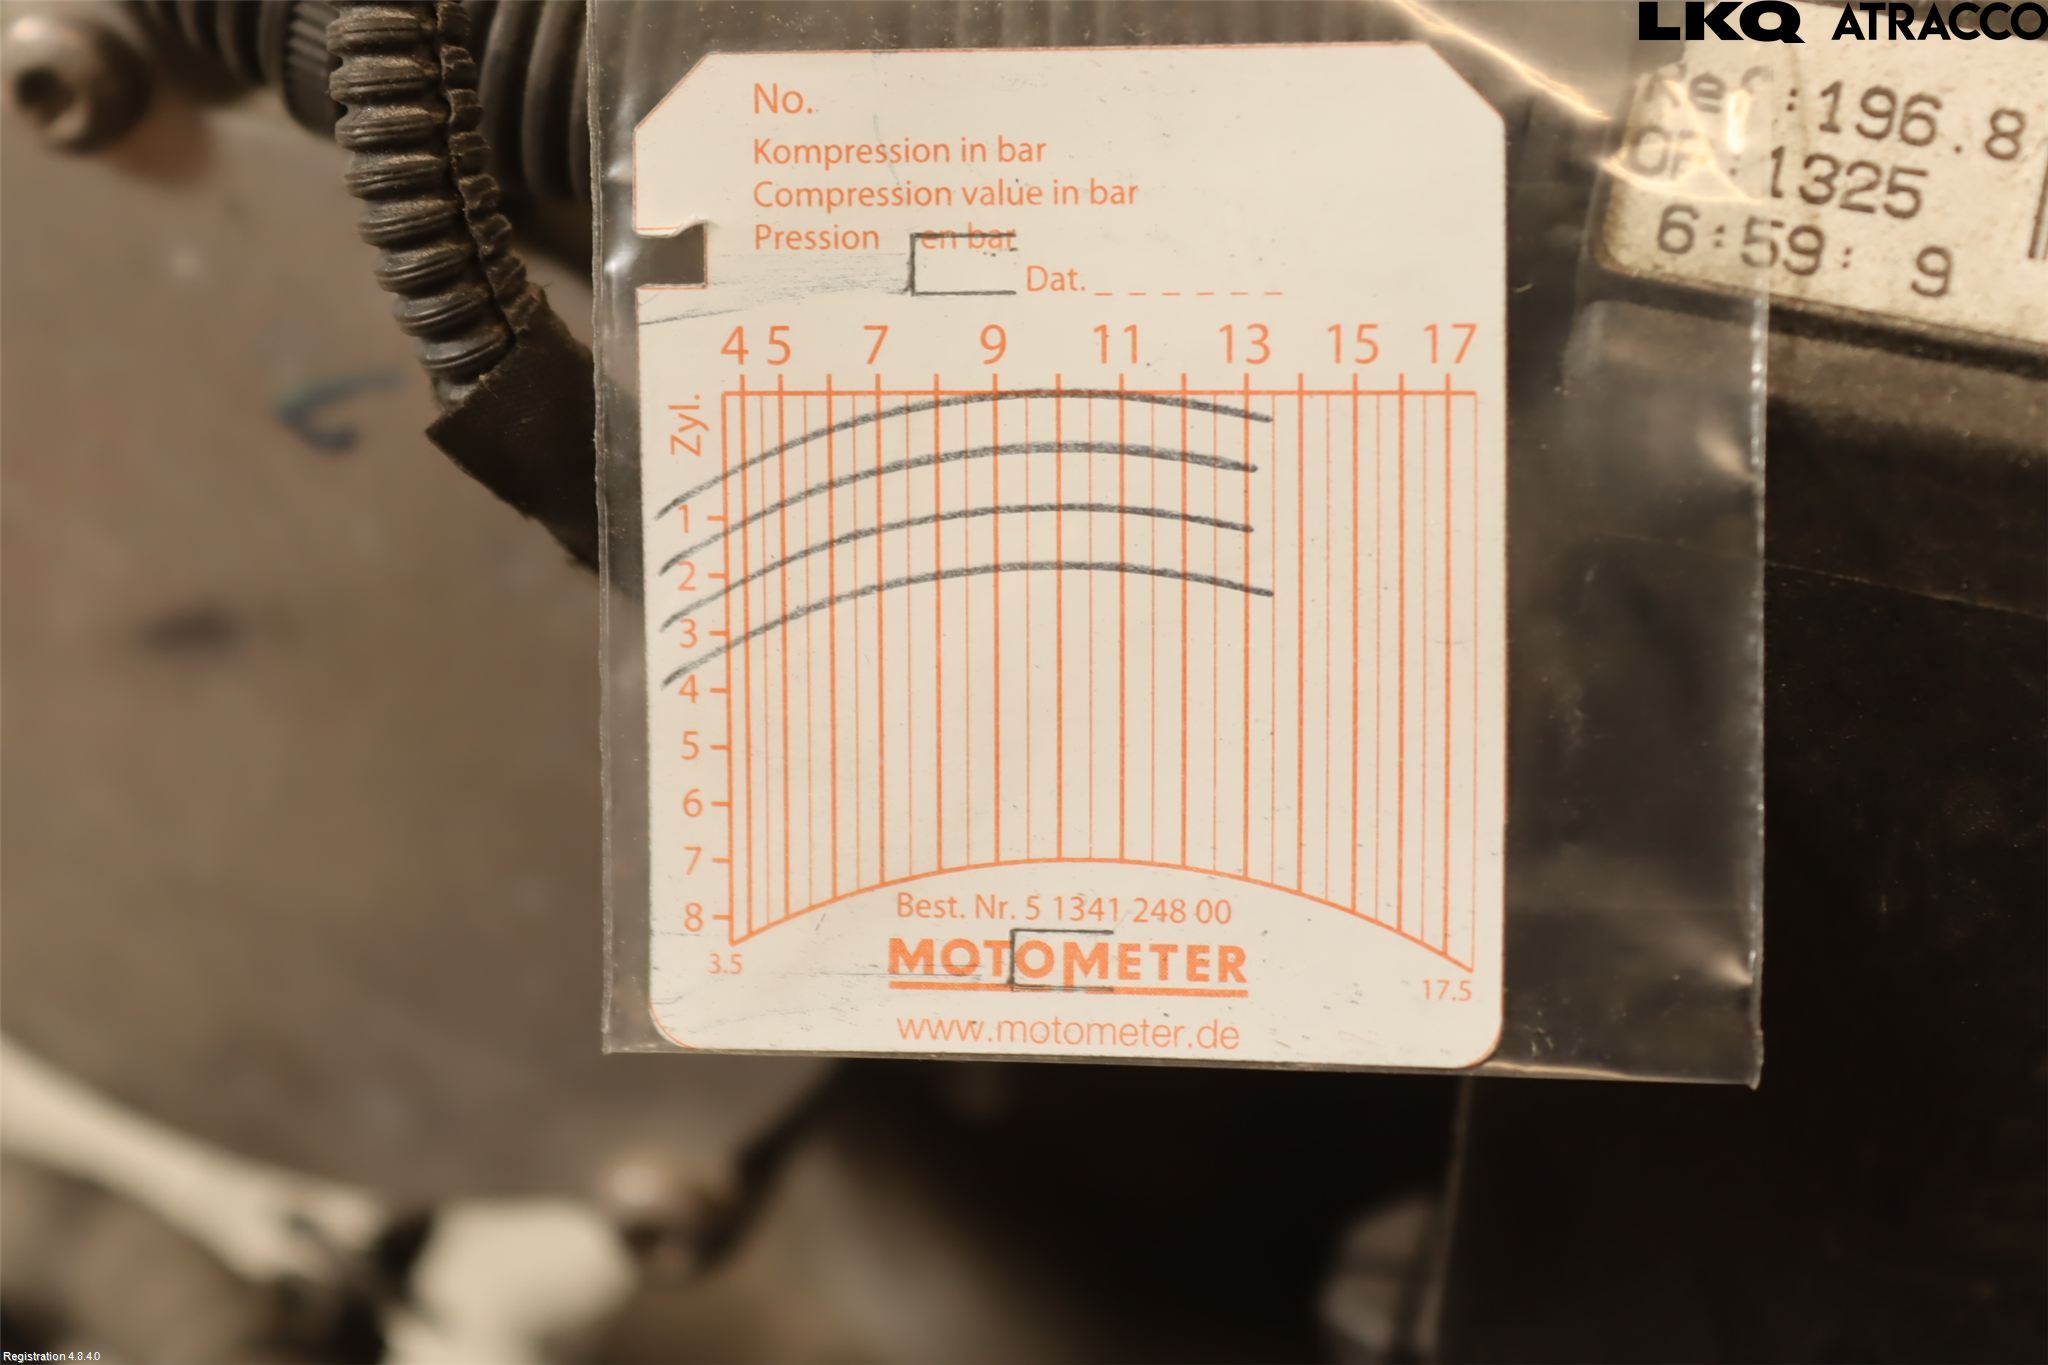 LKQ ATRACCO
:196.8
:1325
6:59: 9
No.
Kompression in bar
Compression value in bar
Pression en bar
Dat. _ _ _ _ _ _
4 5 7 9 11 13 15 17
Zyl.
1
2
3
4
5
6
7
8
3.5
17.5
Best. Nr. 5 1341 248 00
MOTOMETER
www.motometer.de
Registration 4.8.4.0